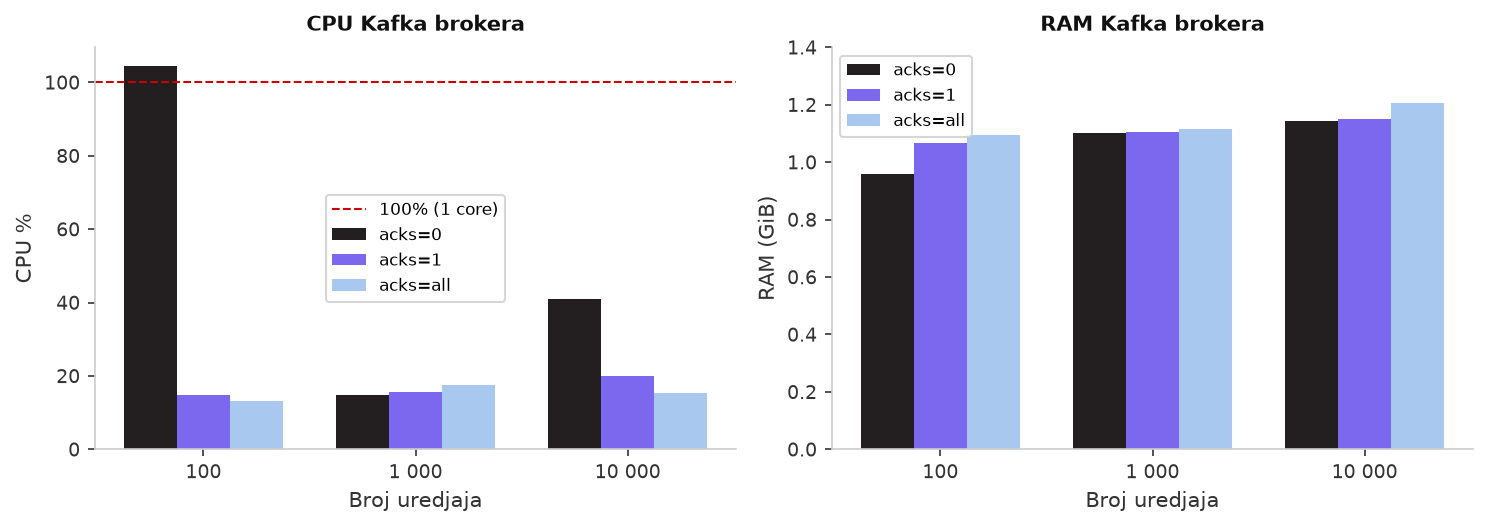 CPU Kafka brokera
CPU %
100
80
60
40
20
0
100% (1 core)
acks=0
acks=1
acks=all
100
1 000
10 000
Broj uredjaja
RAM Kafka brokera
RAM (GiB)
1.4
1.2
1.0
0.8
0.6
0.4
0.2
0.0
acks=0
acks=1
acks=all
100
1 000
10 000
Broj uredjaja